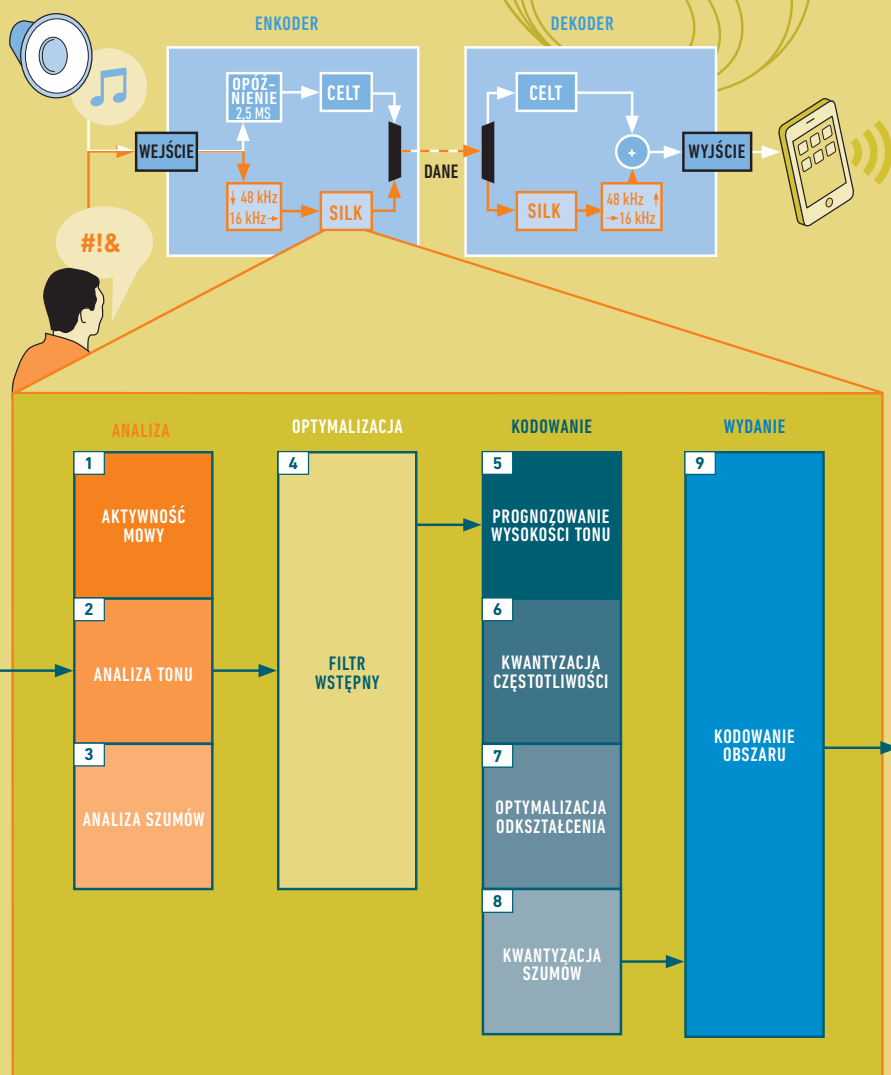 ENKODER
DEKODER
OPÓŹ-
NIENIE
2,5 MS
CELT
CELT
WEJŚCIE
DANE
+
WYJŚCIE
↓ 48 kHz
16 kHz→
SILK
SILK
48 kHz ↑
→16 kHz
#!&
ANALIZA
OPTYMALIZACJA
KODOWANIE
WYDANIE
1
AKTYWNOŚĆ
MOWY
2
ANALIZA TONU
3
ANALIZA SZUMÓW
4
FILTR
WSTĘPNY
5
PROGNOZOWANIE
WYSOKOŚCI TONU
6
KWANTYZACJA
CZĘSTOTLIWOŚCI
7
OPTYMALIZACJA
ODKSZTAŁCENIA
8
KWANTYZACJA
SZUMÓW
9
KODOWANIE
OBSZARU